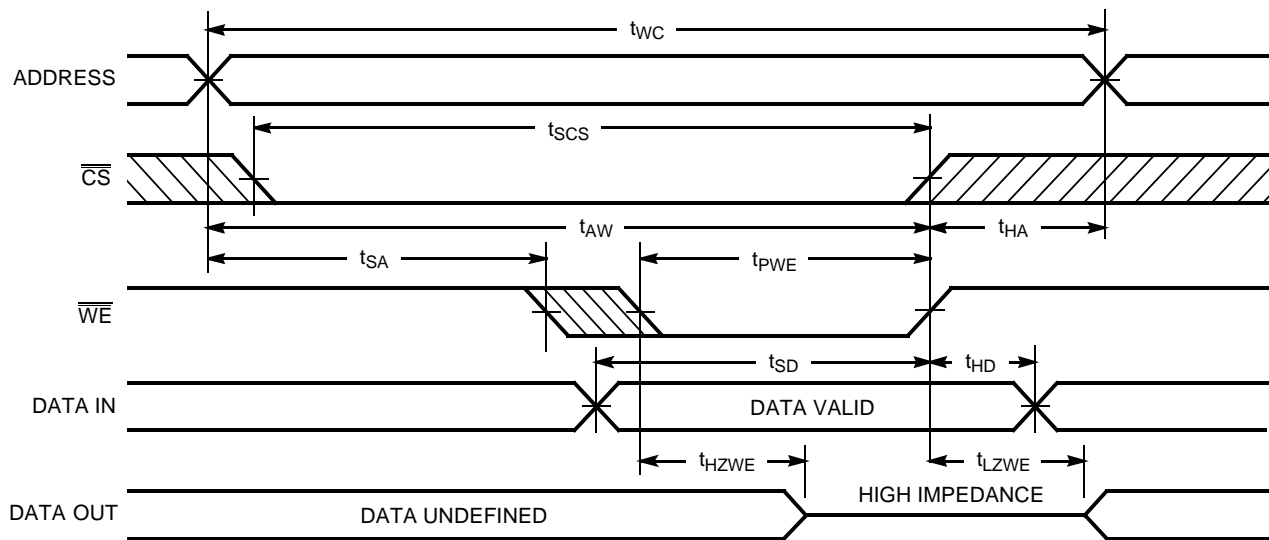 tWC
ADDRESS
tSCS
CS
tAW
tHA
tSA
tPWE
WE
tSD
tHD
DATA IN
DATA VALID
tHZWE
tLZWE
HIGH IMPEDANCE
DATA OUT
DATA UNDEFINED